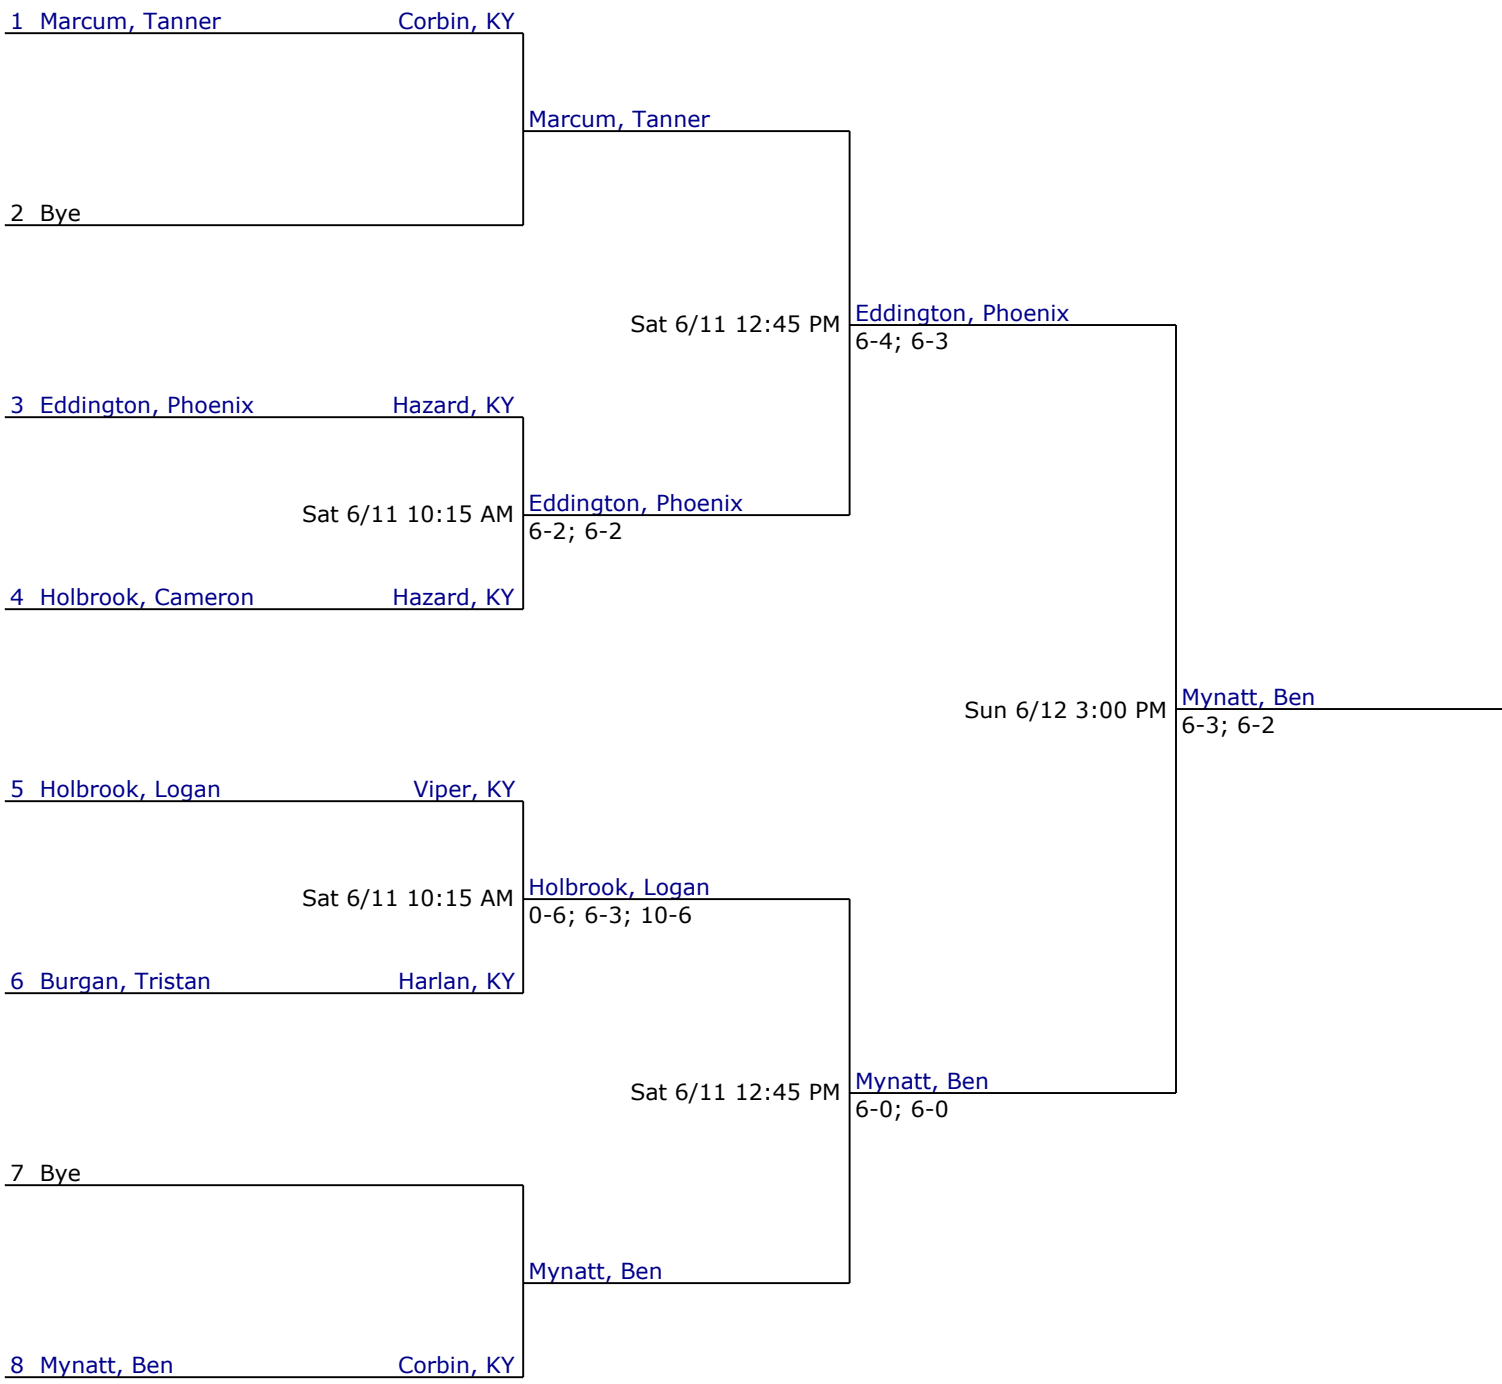 1 Marcum, Tanner Corbin, KY
Marcum, Tanner
2 Bye
Sat 6/11 12:45 PM Eddington, Phoenix
6-4; 6-3
3 Eddington, Phoenix Hazard, KY
Sat 6/11 10:15 AM Eddington, Phoenix
6-2; 6-2
4 Holbrook, Cameron Hazard, KY
Sun 6/12 3:00 PM Mynatt, Ben
6-3; 6-2
5 Holbrook, Logan Viper, KY
Sat 6/11 10:15 AM Holbrook, Logan
0-6; 6-3; 10-6
6 Burgan, Tristan Harlan, KY
Sat 6/11 12:45 PM Mynatt, Ben
6-0; 6-0
7 Bye
Mynatt, Ben
8 Mynatt, Ben Corbin, KY